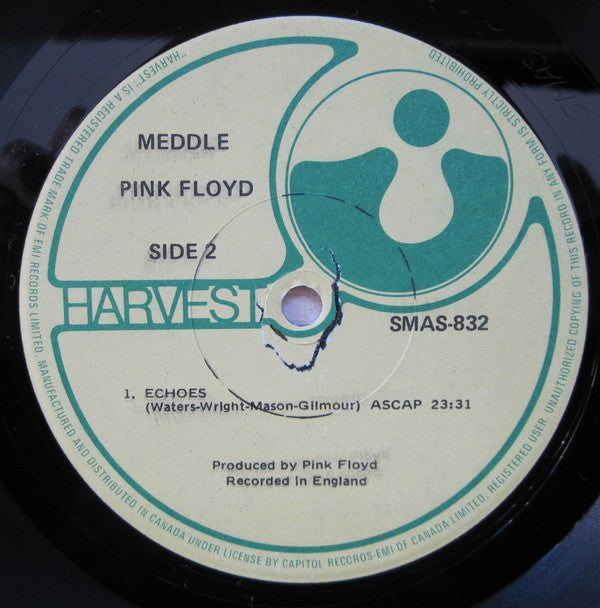 MEDDLE
PINK FLOYD
SIDE 2
HARVEST
SMAS-832
1. ECHOES
(Waters-Wright-Mason-Gilmour) ASCAP 23:31
Produced by Pink Floyd
Recorded In England
"HARVEST" IS A REGISTERED TRADE MARK OF EMI RECORDS LIMITED. MANUFACTURED AND DISTRIBUTED IN CANADA UNDER LICENSE BY CAPITOL RECORDS-EMI OF CANADA LIMITED, REGISTERED USER. UNAUTHORIZED COPYING OF THIS RECORD IN ANY FORM IS STRICTLY PROHIBITED